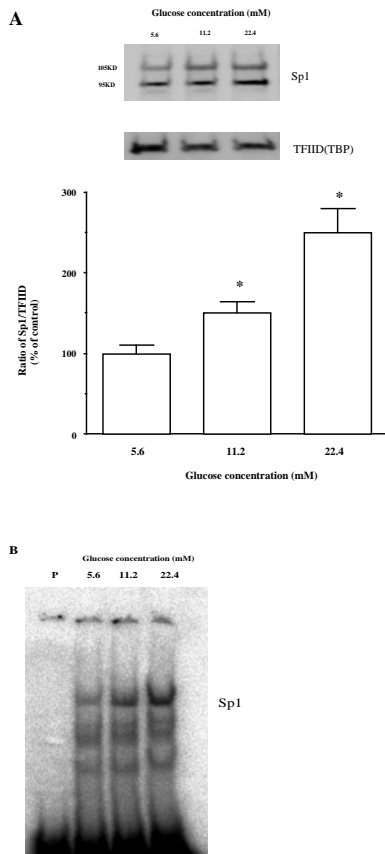 A
Glucose concentration (mM)
5.6 11.2 22.4
105KD
95KD
Sp1
TFIID(TBP)
Ratio of Sp1/TFIID
(% of control)
300
200
100
0
*
*
5.6 11.2 22.4
Glucose concentration (mM)
B
Glucose concentration (mM)
P 5.6 11.2 22.4
Sp1